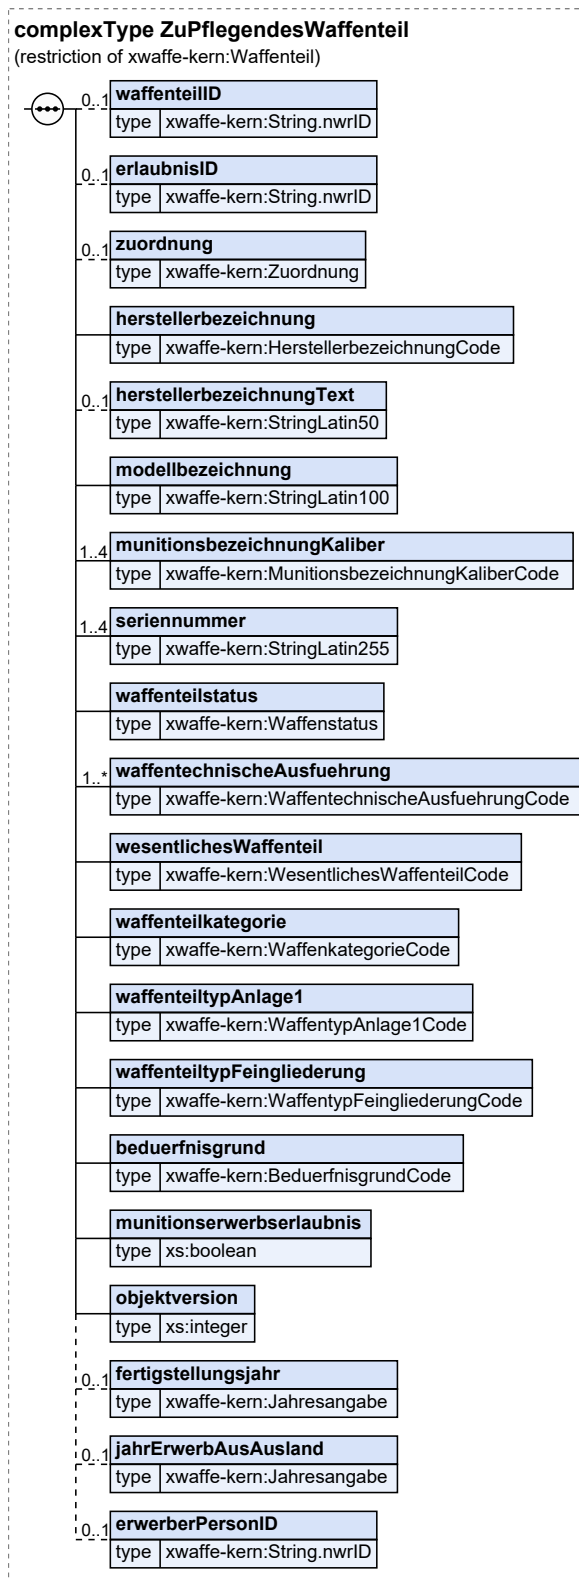 complexType ZuPflegendesWaffenteil
(restriction of xwaffe-kern:Waffenteil)
0..1 waffenteilID
type xwaffe-kern:String.nwrID
0..1 erlaubnisID
type xwaffe-kern:String.nwrID
0..1 zuordnung
type xwaffe-kern:Zuordnung
herstellerbezeichnung
type xwaffe-kern:HerstellerbezeichnungCode
0..1 herstellerbezeichnungText
type xwaffe-kern:StringLatin50
modellbezeichnung
type xwaffe-kern:StringLatin100
1..4 munitionsbezeichnungKaliber
type xwaffe-kern:MunitionsbezeichnungKaliberCode
1..4 seriennummer
type xwaffe-kern:StringLatin255
waffenteilstatus
type xwaffe-kern:Waffenstatus
1..* waffentechnischeAusfuehrung
type xwaffe-kern:WaffentechnischeAusfuehrungCode
wesentlichesWaffenteil
type xwaffe-kern:WesentlichesWaffenteilCode
waffenteilkategorie
type xwaffe-kern:WaffenkategorieCode
waffenteiltypAnlage1
type xwaffe-kern:WaffentypAnlage1Code
waffenteiltypFeingliederung
type xwaffe-kern:WaffentypFeingliederungCode
beduerfnisgrund
type xwaffe-kern:BeduerfnisgrundCode
munitionserwerbserlaubnis
type xs:boolean
objektversion
type xs:integer
0..1 fertigstellungsjahr
type xwaffe-kern:Jahresangabe
0..1 jahrErwerbAusAusland
type xwaffe-kern:Jahresangabe
0..1 erwerberPersonID
type xwaffe-kern:String.nwrID